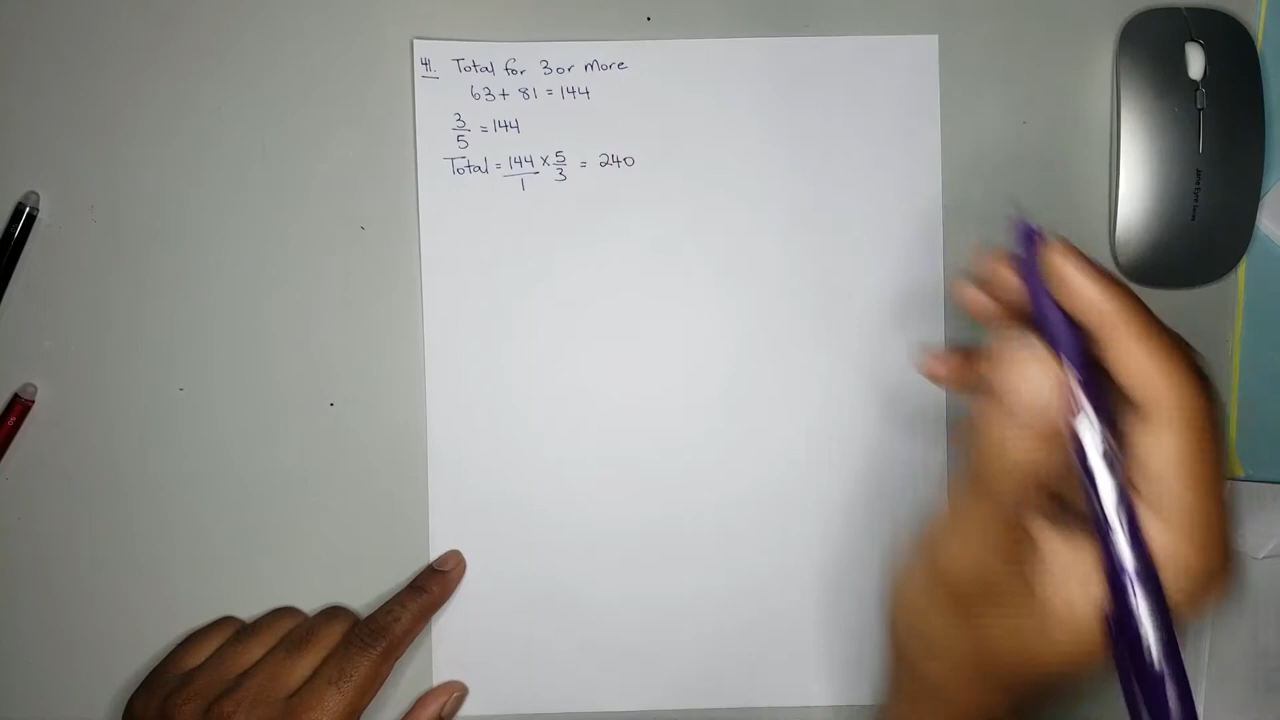 41. Total for 3 or more
63 + 81 = 144
3/5 = 144
Total = 144/1 × 5/3 = 240